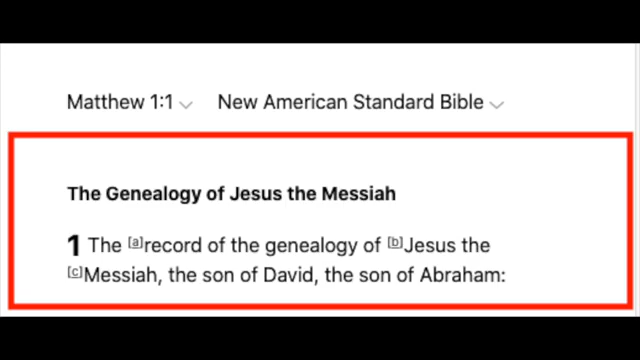 Matthew 1:1 New American Standard Bible
The Genealogy of Jesus the Messiah
1 The [a]record of the genealogy of [b]Jesus the
[c]Messiah, the son of David, the son of Abraham: